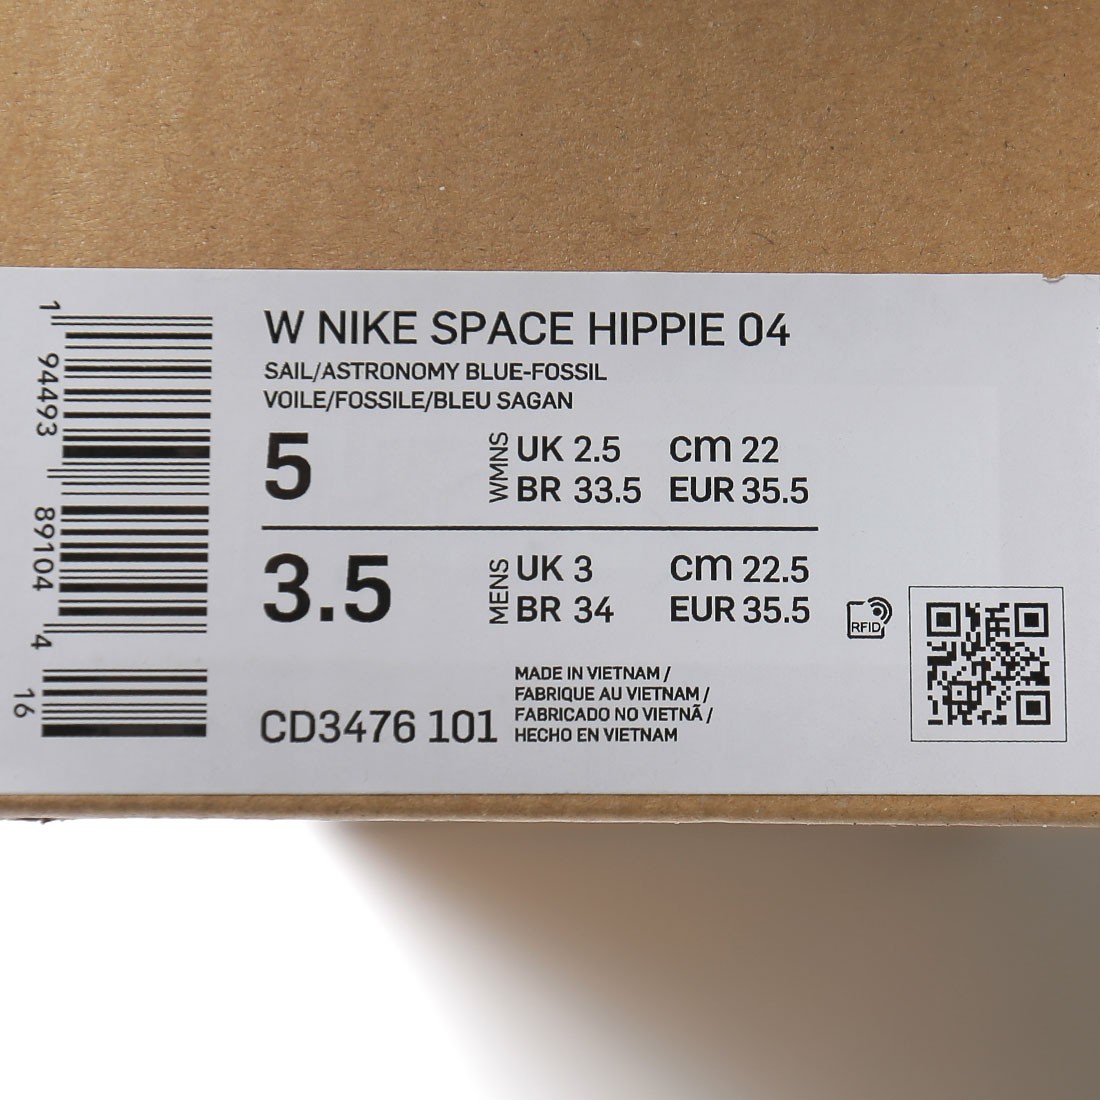 W NIKE SPACE HIPPIE 04
SAIL/ASTRONOMY BLUE-FOSSIL
VOILE/FOSSILE/BLEU SAGAN
5 WMNS UK 2.5 cm 22
BR 33.5 EUR 35.5
3.5 MENS UK 3 cm 22.5
BR 34 EUR 35.5
RFID
MADE IN VIETNAM /
FABRIQUE AU VIETNAM /
FABRICADO NO VIETNÃ /
HECHO EN VIETNAM
CD3476 101
1 94493 89104 4
16